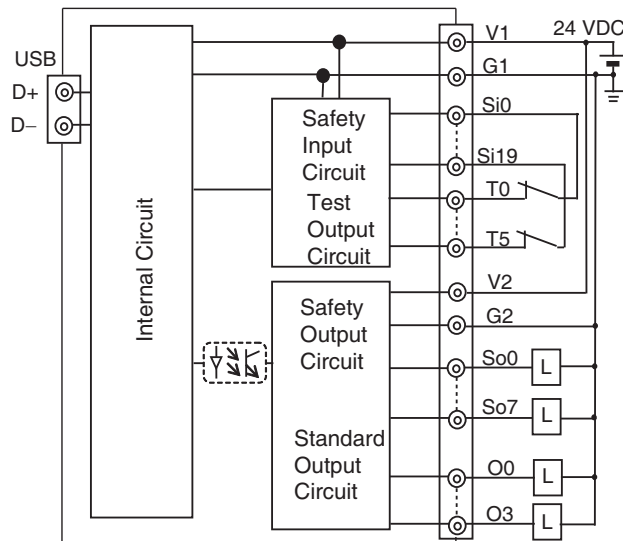 V1
24 VDC
USB
G1
D+
D–
Si0
Safety
Input
Circuit
Si19
Test
Output
Circuit
T0
T5
Internal Circuit
V2
Safety
Output
Circuit
G2
So0
L
So7
L
Standard
Output
Circuit
O0
L
O3
L